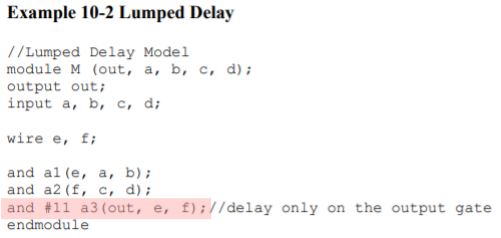 Example 10-2 Lumped Delay
//Lumped Delay Model
module M (out, a, b, c, d);
output out;
input a, b, c, d;
wire e, f;
and a1(e, a, b);
and a2(f, c, d);
and #11 a3(out, e, f);//delay only on the output gate
endmodule